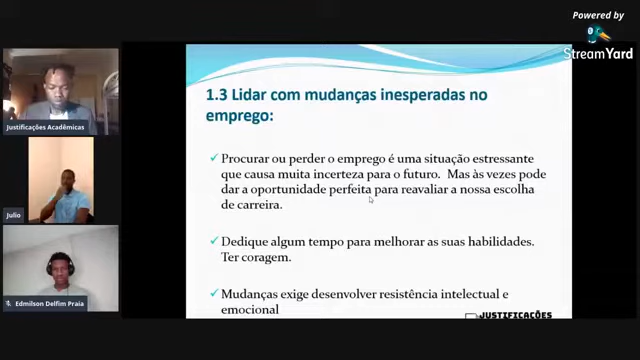 Powered by
StreamYard
1.3 Lidar com mudanças inesperadas no
emprego:
Procurar ou perder o emprego é uma situação estressante
que causa muita incerteza para o futuro. Mas às vezes pode
dar a oportunidade perfeita para reavaliar a nossa escolha
de carreira.
Dedique algum tempo para melhorar as suas habilidades.
Ter coragem.
Mudanças exige desenvolver resistência intelectual e
emocional
JUSTIFICAÇÕES
Justificações Acadêmicas
Julio
Edmilson Delfim Praia